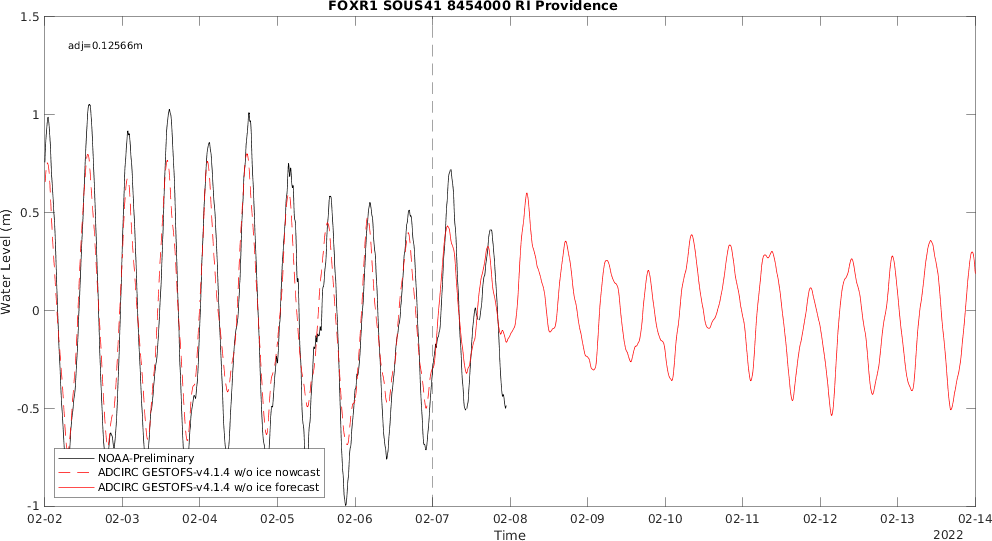 FOXR1 SOUS41 8454000 RI Providence
1.5
adj=0.12566m
1
0.5
0
-0.5
-1
Water Level (m)
NOAA-Preliminary
ADCIRC GESTOFS-v4.1.4 w/o ice nowcast
ADCIRC GESTOFS-v4.1.4 w/o ice forecast
02-02 02-03 02-04 02-05 02-06 02-07 02-08 02-09 02-10 02-11 02-12 02-13 02-14
Time
2022